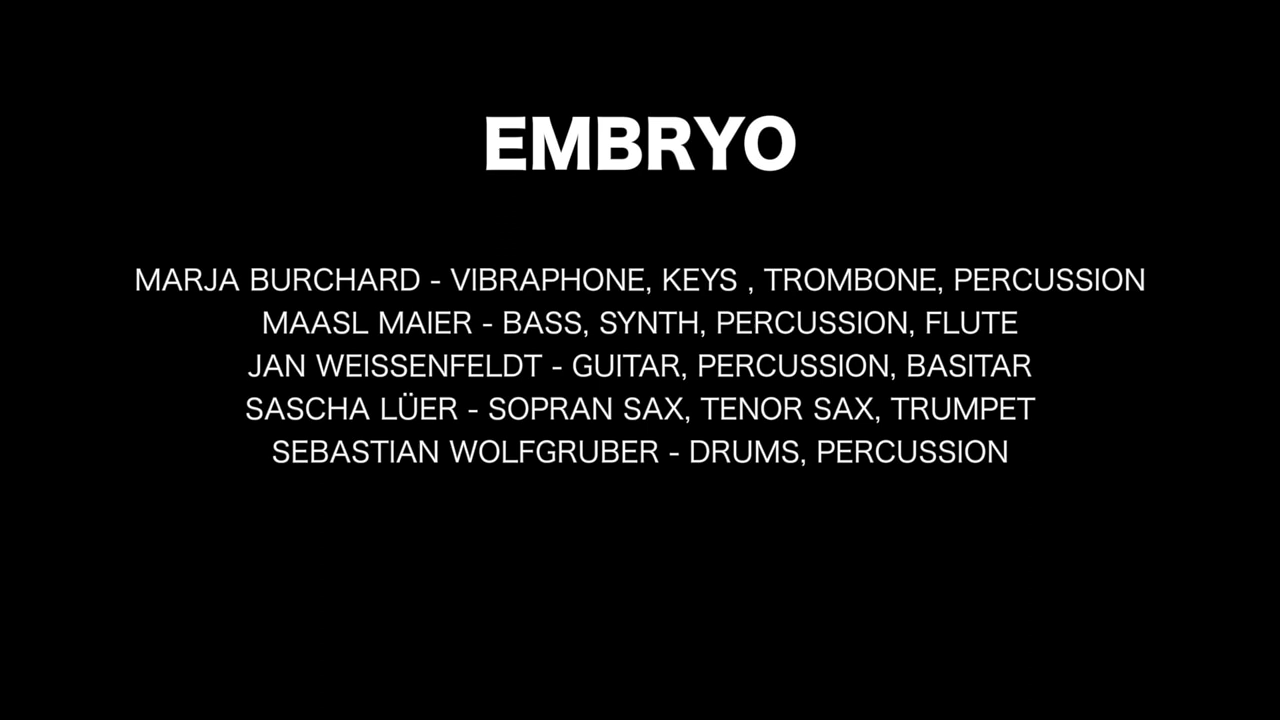 EMBRYO
MARJA BURCHARD - VIBRAPHONE, KEYS , TROMBONE, PERCUSSION
MAASL MAIER - BASS, SYNTH, PERCUSSION, FLUTE
JAN WEISSENFELDT - GUITAR, PERCUSSION, BASITAR
SASCHA LÜER - SOPRAN SAX, TENOR SAX, TRUMPET
SEBASTIAN WOLFGRUBER - DRUMS, PERCUSSION